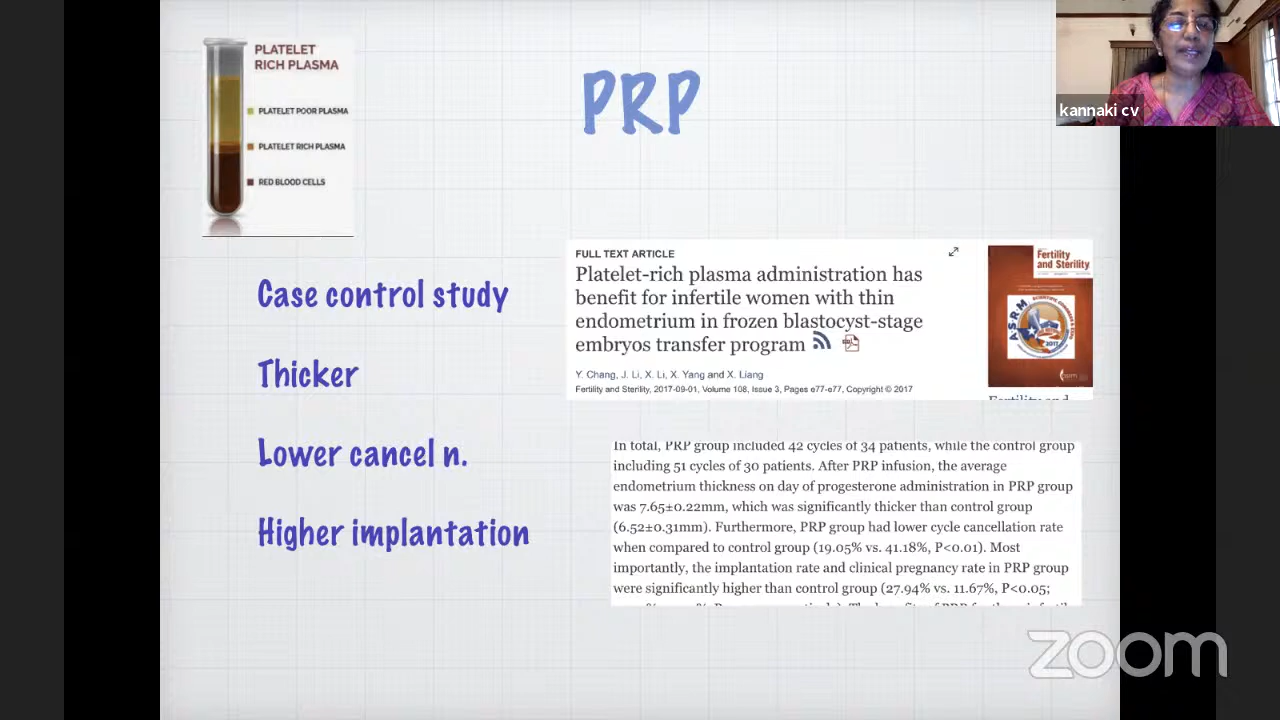 PLATELET
RICH PLASMA
PLATELET POOR PLASMA
PLATELET RICH PLASMA
RED BLOOD CELLS
PRP
kannaki cv
Case control study
Thicker
Lower cancel n.
Higher implantation
FULL TEXT ARTICLE
Platelet-rich plasma administration has
benefit for infertile women with thin
endometrium in frozen blastocyst-stage
embryos transfer program
Y. Chang, J. Li, X. Li, X. Yang and X. Liang
Fertility and Sterility, 2017-09-01, Volume 108, Issue 3, Pages e77-e77, Copyright © 2017
Fertility
and Sterility
ASRM
2017
Fertility and
In total, PRP group included 42 cycles of 34 patients, while the control group
including 51 cycles of 30 patients. After PRP infusion, the average
endometrium thickness on day of progesterone administration in PRP group
was 7.65±0.22mm, which was significantly thicker than control group
(6.52±0.31mm). Furthermore, PRP group had lower cycle cancellation rate
when compared to control group (19.05% vs. 41.18%, P<0.01). Most
importantly, the implantation rate and clinical pregnancy rate in PRP group
were significantly higher than control group (27.94% vs. 11.67%, P<0.05;
zoom